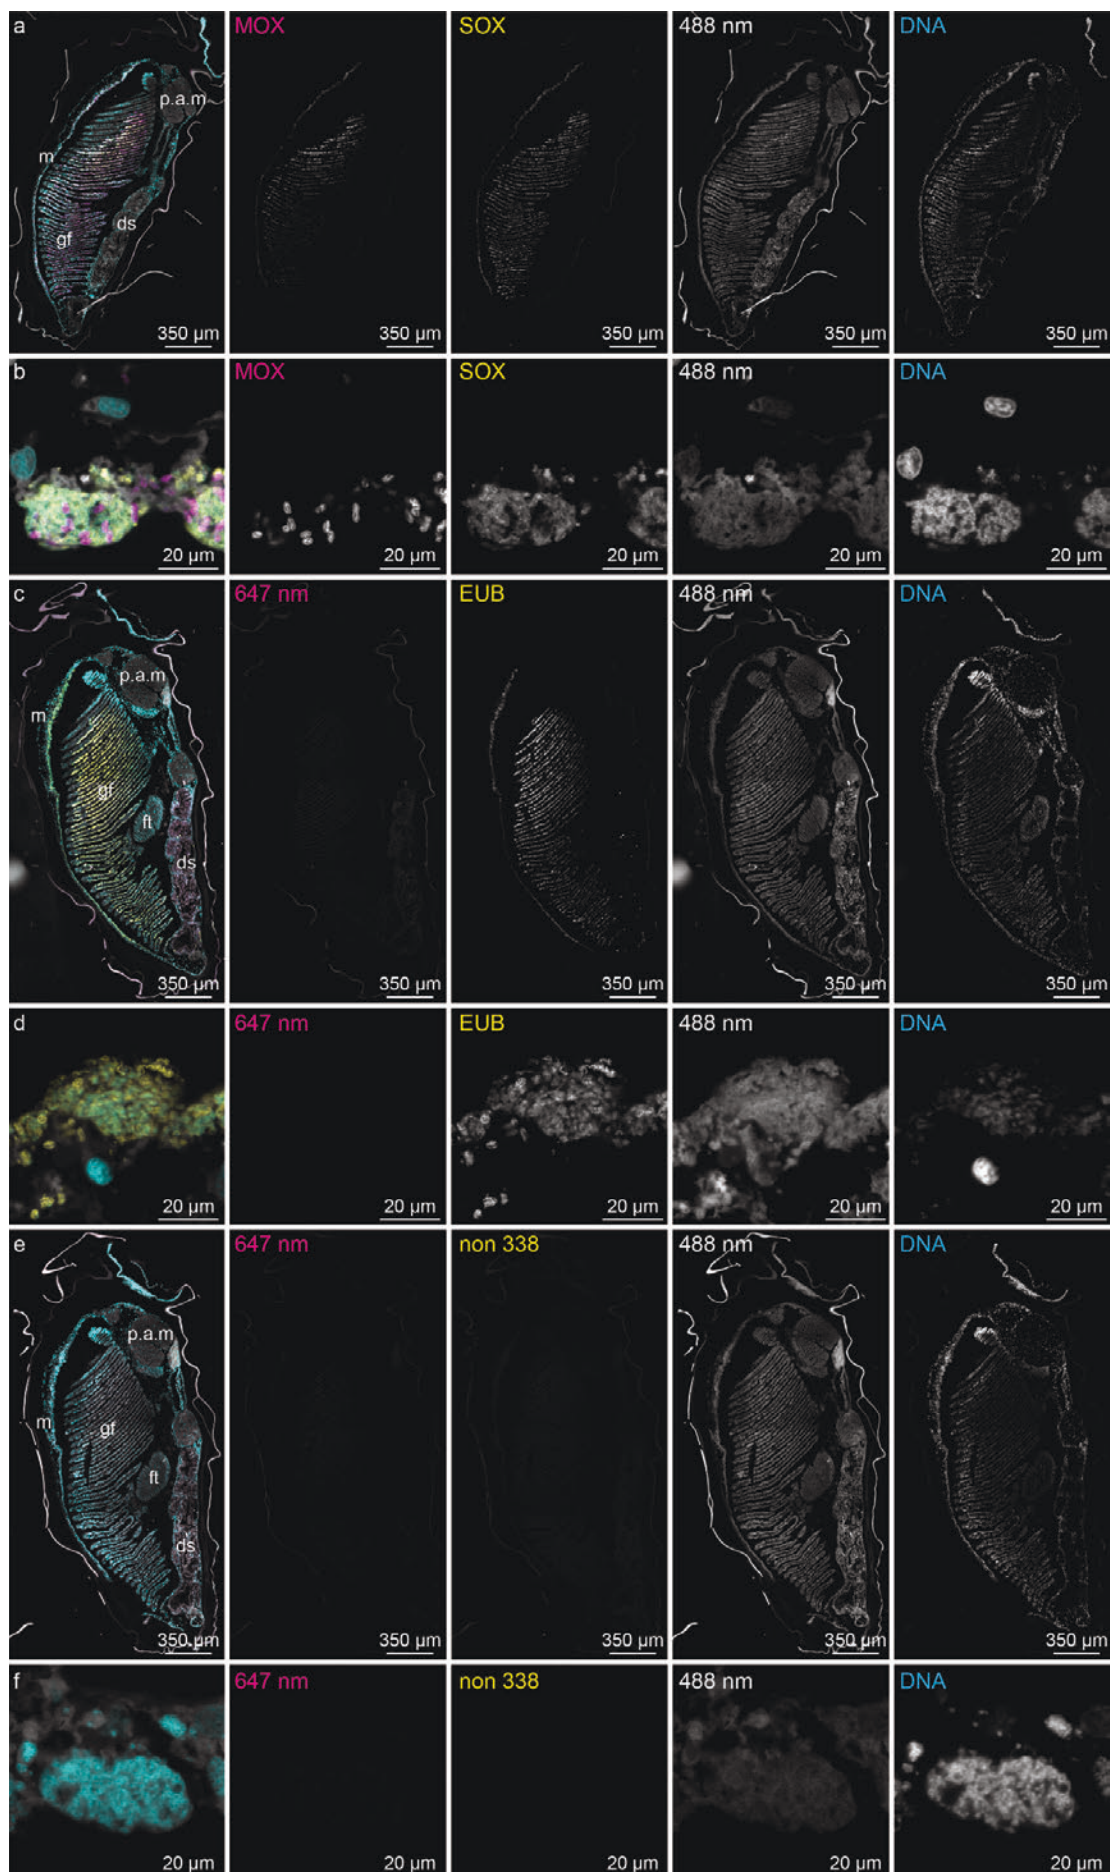 a MOX SOX 488 nm DNA
p.a.m
m
ds
gf
350 µm 350 µm 350 µm 350 µm 350 µm
b MOX SOX 488 nm DNA
20 µm 20 µm 20 µm 20 µm 20 µm
c 647 nm EUB 488 nm DNA
p.a.m
m
gf
ft
ds
350 µm 350 µm 350 µm 350 µm 350 µm
d 647 nm EUB 488 nm DNA
20 µm 20 µm 20 µm 20 µm 20 µm
e 647 nm non 338 488 nm DNA
p.a.m
m
gf
ft
ds
350 µm 350 µm 350 µm 350 µm 350 µm
f 647 nm non 338 488 nm DNA
20 µm 20 µm 20 µm 20 µm 20 µm